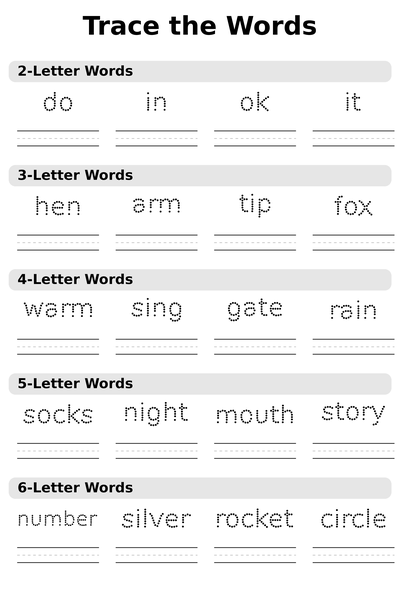 Trace the Words
2-Letter Words
do in ok it
3-Letter Words
hen arm tip fox
4-Letter Words
warm sing gate rain
5-Letter Words
socks night mouth story
6-Letter Words
number silver rocket circle